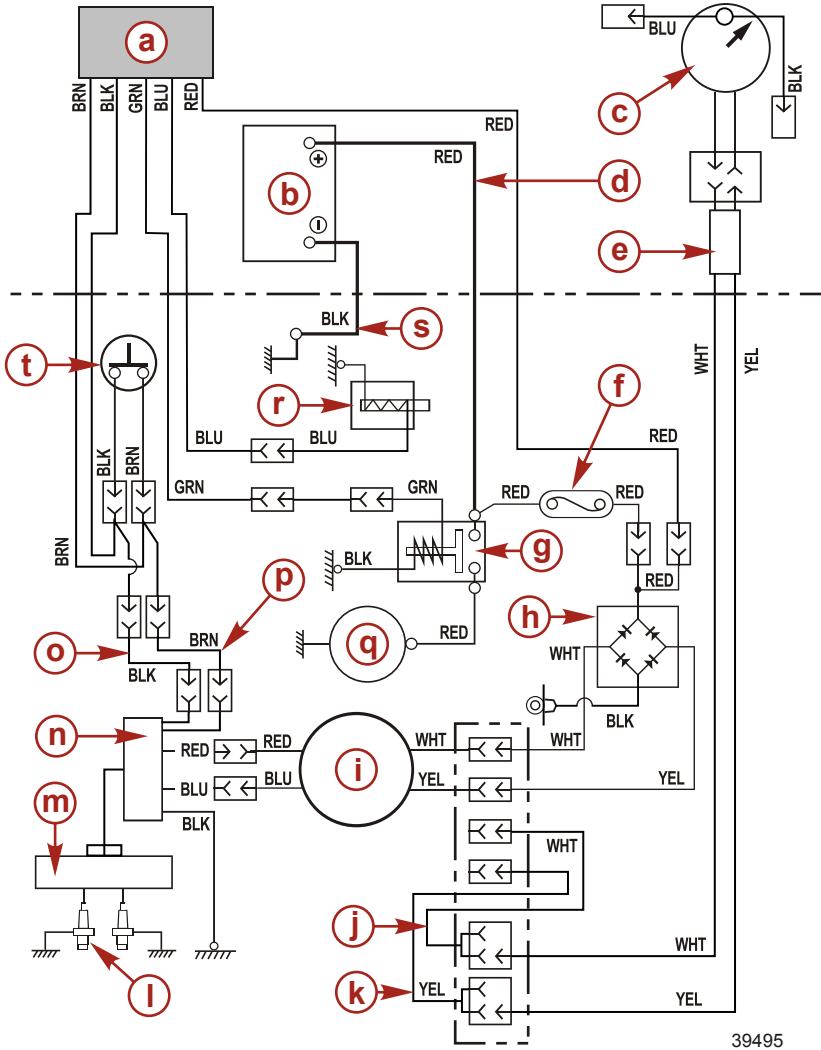 a
BRN
BLK
GRN
BLU
RED
BLU
BLK
c
RED
b
+
RED
d
–
e
BLK
s
t
WHT
YEL
r
f
BLU
BLU
RED
BLK
BRN
GRN
GRN
RED
RED
BRN
BLK
g
p
h
BRN
q
RED
RED
o
BLK
WHT
BLK
n
RED
RED
i
WHT
WHT
BLU
BLU
YEL
YEL
m
BLK
WHT
j
WHT
l
k
YEL
YEL
39495